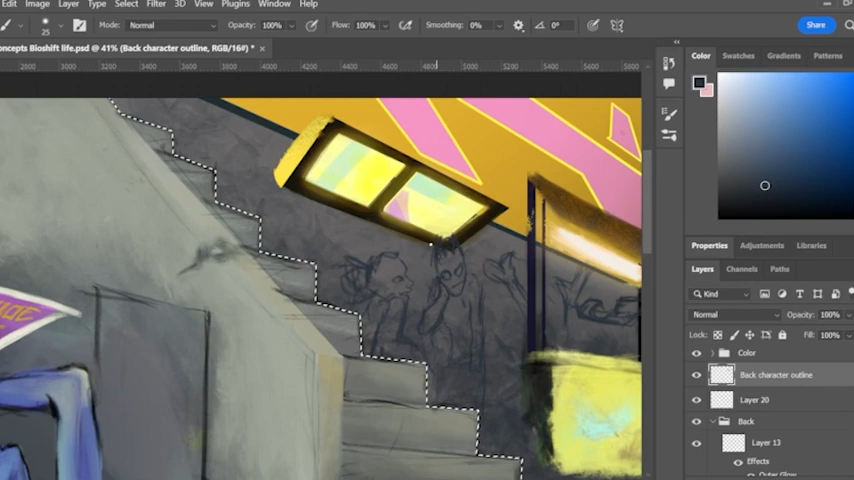 Edit Image Layer Type Select Filter 3D View Plugins Window Help
25 Mode: Normal Opacity: 100% Flow: 100% Smoothing: 0% 0° Share
oncepts Bioshift life.psd @ 41% (Back character outline, RGB/16#) * ×
2800 3000 3200 3400 3600 3800 4000 4200 4400 4600 4800 5000 5200 5400 5600 5800
Color Swatches Gradients Patterns
Properties Adjustments Libraries
Layers Channels Paths
Kind
Normal Opacity: 100%
Lock: Fill: 100%
Color
Back character outline
Layer 20
Back
Layer 13
Effects
Outer Glow